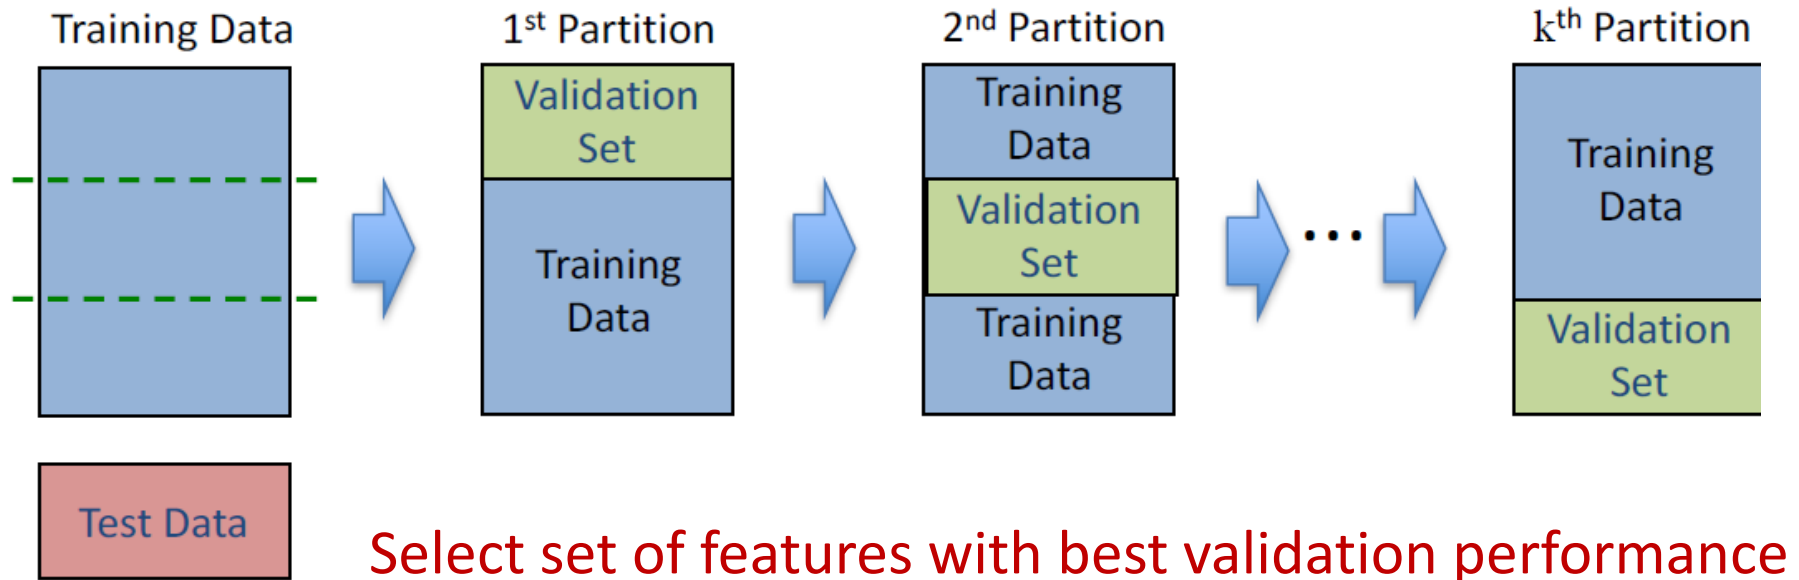 Training Data
1st Partition
2nd Partition
k-th Partition
Validation
Set
Training
Data
Training
Data
Validation
Set
Training
Data
...
Training
Data
Validation
Set
Test Data
Select set of features with best validation performance